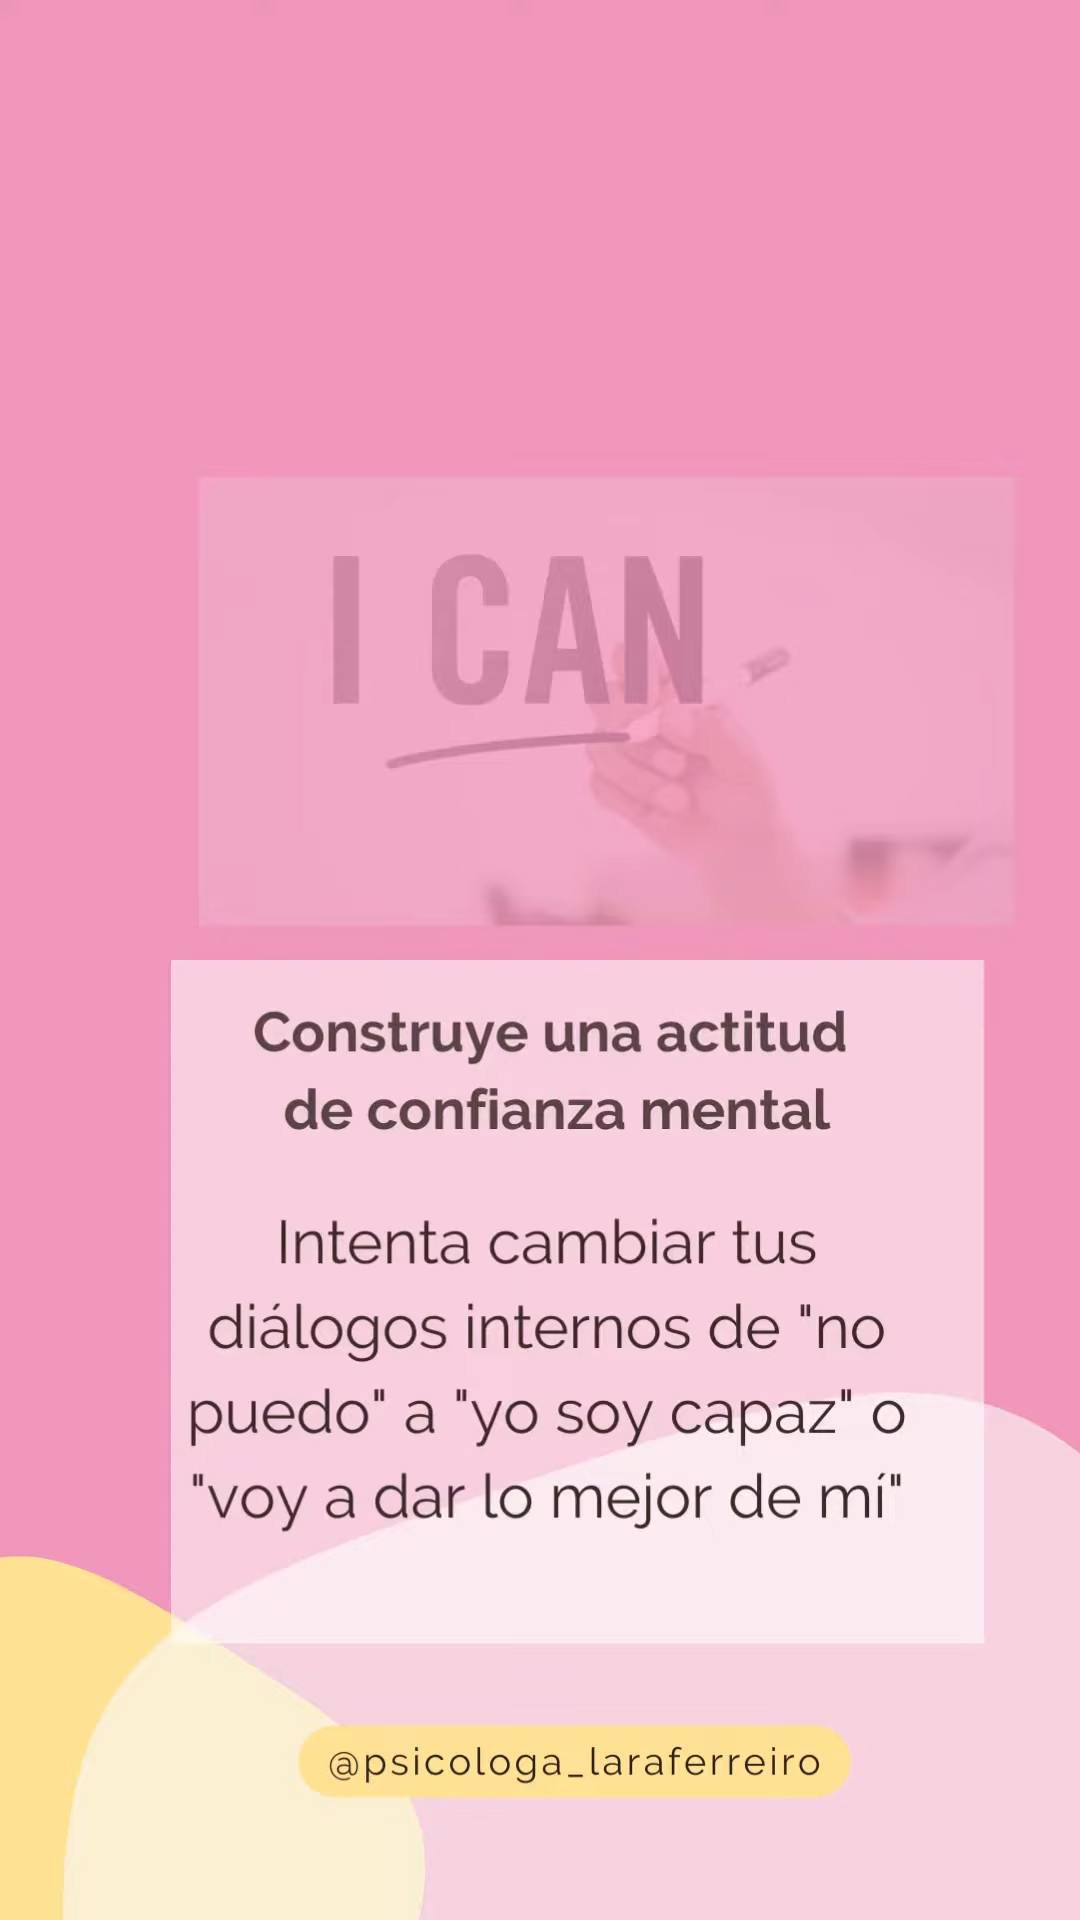 I CAN
Construye una actitud
de confianza mental
Intenta cambiar tus
diálogos internos de "no
puedo" a "yo soy capaz" o
"voy a dar lo mejor de mí"
@psicologa_laraferreiro